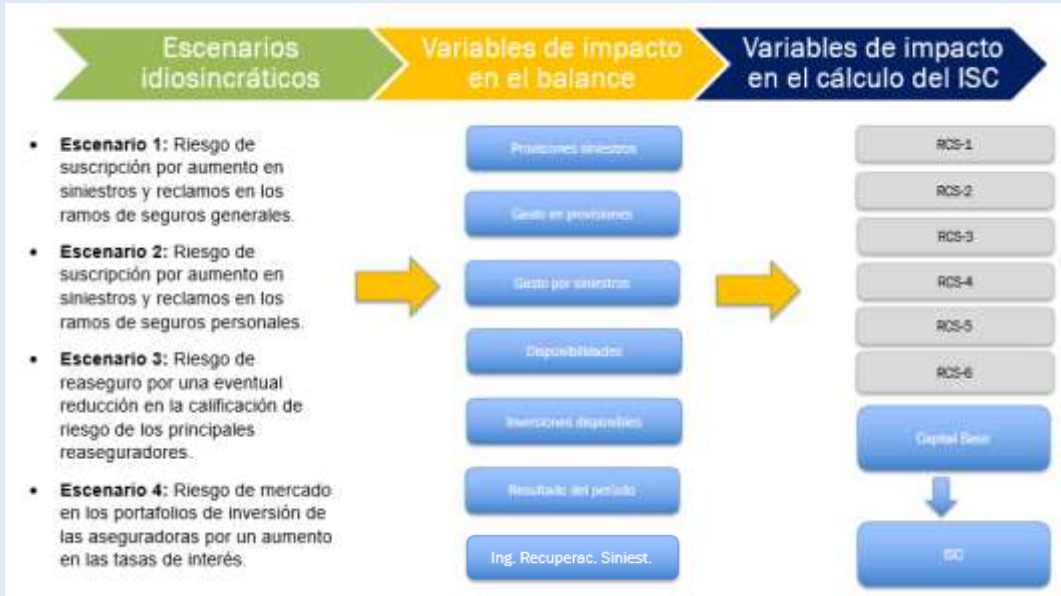 Escenarios
idiosincráticos
Variables de impacto
en el balance
Variables de impacto
en el cálculo del ISC
• Escenario 1: Riesgo de
suscripción por aumento en
siniestros y reclamos en los
ramos de seguros generales.
• Escenario 2: Riesgo de
suscripción por aumento en
siniestros y reclamos en los
ramos de seguros personales.
• Escenario 3: Riesgo de
reaseguro por una eventual
reducción en la calificación de
riesgo de los principales
reaseguradores.
• Escenario 4: Riesgo de mercado
en los portafolios de inversión de
las aseguradoras por un aumento
en las tasas de interés.
Provisiones siniestros
Gasto en provisiones
Gasto por siniestros
Disponibilidades
Inversiones disponibles
Resultado del período
Ing. Recuperac. Siniest.
RCS-1
RCS-2
RCS-3
RCS-4
RCS-5
RCS-6
Capital Base
ISC